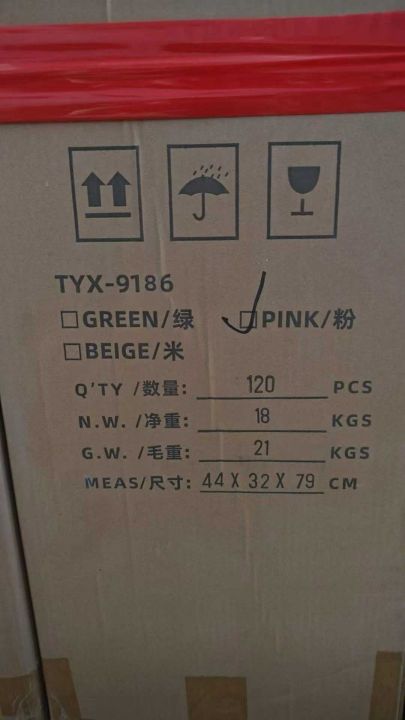 TYX-9186
□GREEN/绿 □PINK/粉
□BEIGE/米
Q'TY /数量: 120 PCS
N.W. /净重: 18 KGS
G.W. /毛重: 21 KGS
MEAS/尺寸: 44 X 32 X 79 CM